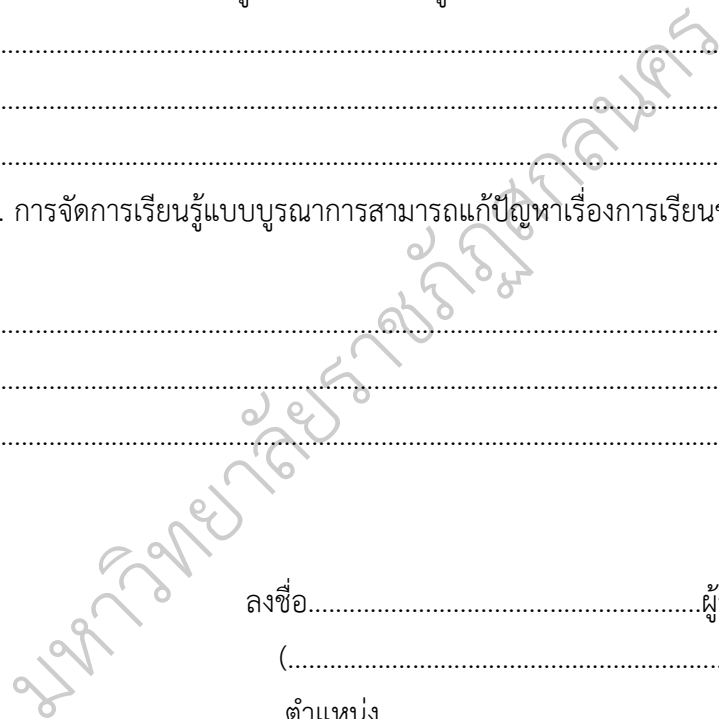 ................................................................................................
................................................................................................
................................................................................................
. การจัดการเรียนรู้แบบบูรณาการสามารถแก้ปัญหาเรื่องการเรียน
................................................................................................
................................................................................................
................................................................................................
ลงชื่อ.........................................................
(...............................................................
ตำแหน่ง
มหาวิทยาลัยราชภัฏสกลนคร